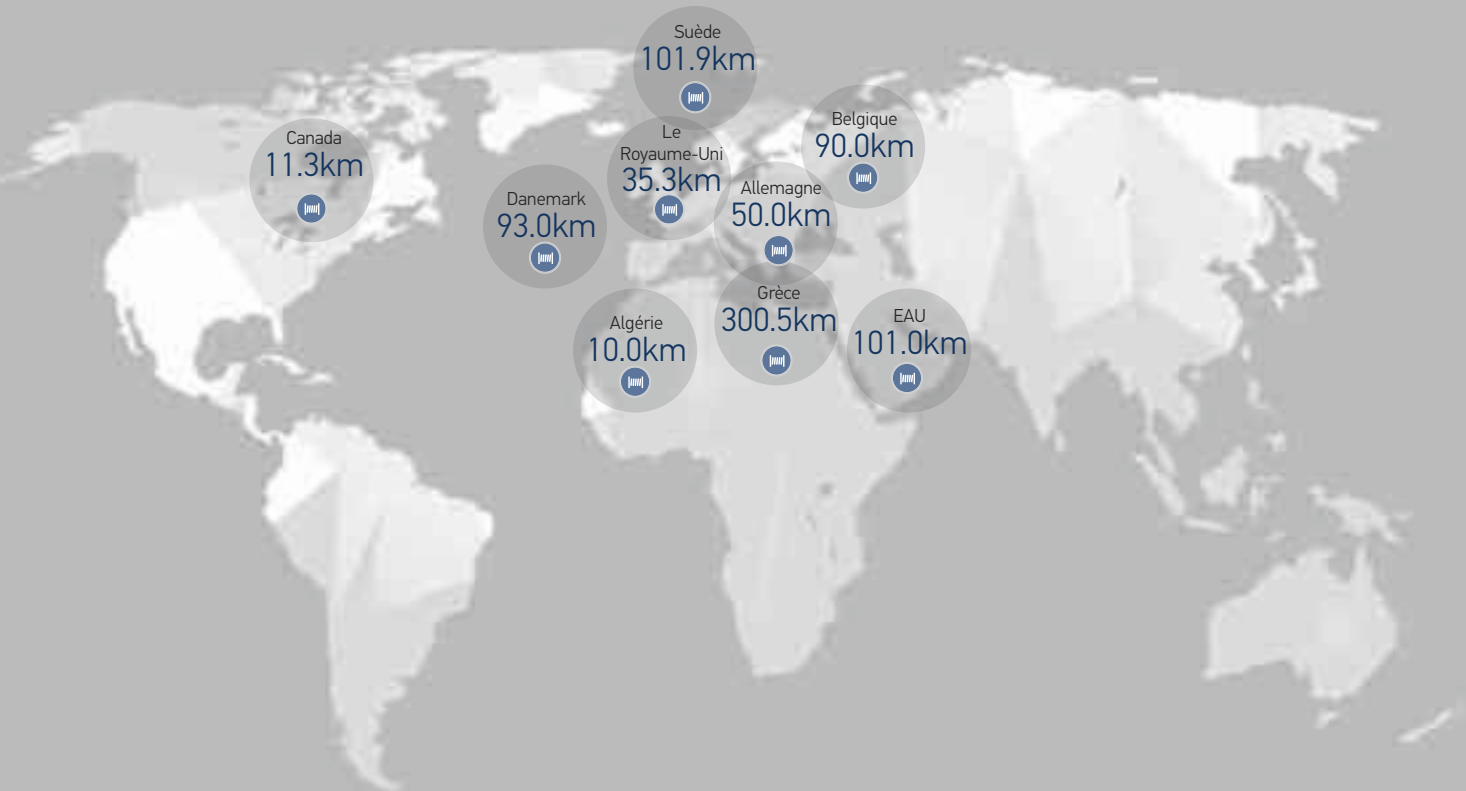 Suède
101.9km
Canada
11.3km
Le
Royaume-Uni
35.3km
Belgique
90.0km
Danemark
93.0km
Allemagne
50.0km
Algérie
10.0km
Grèce
300.5km
EAU
101.0km